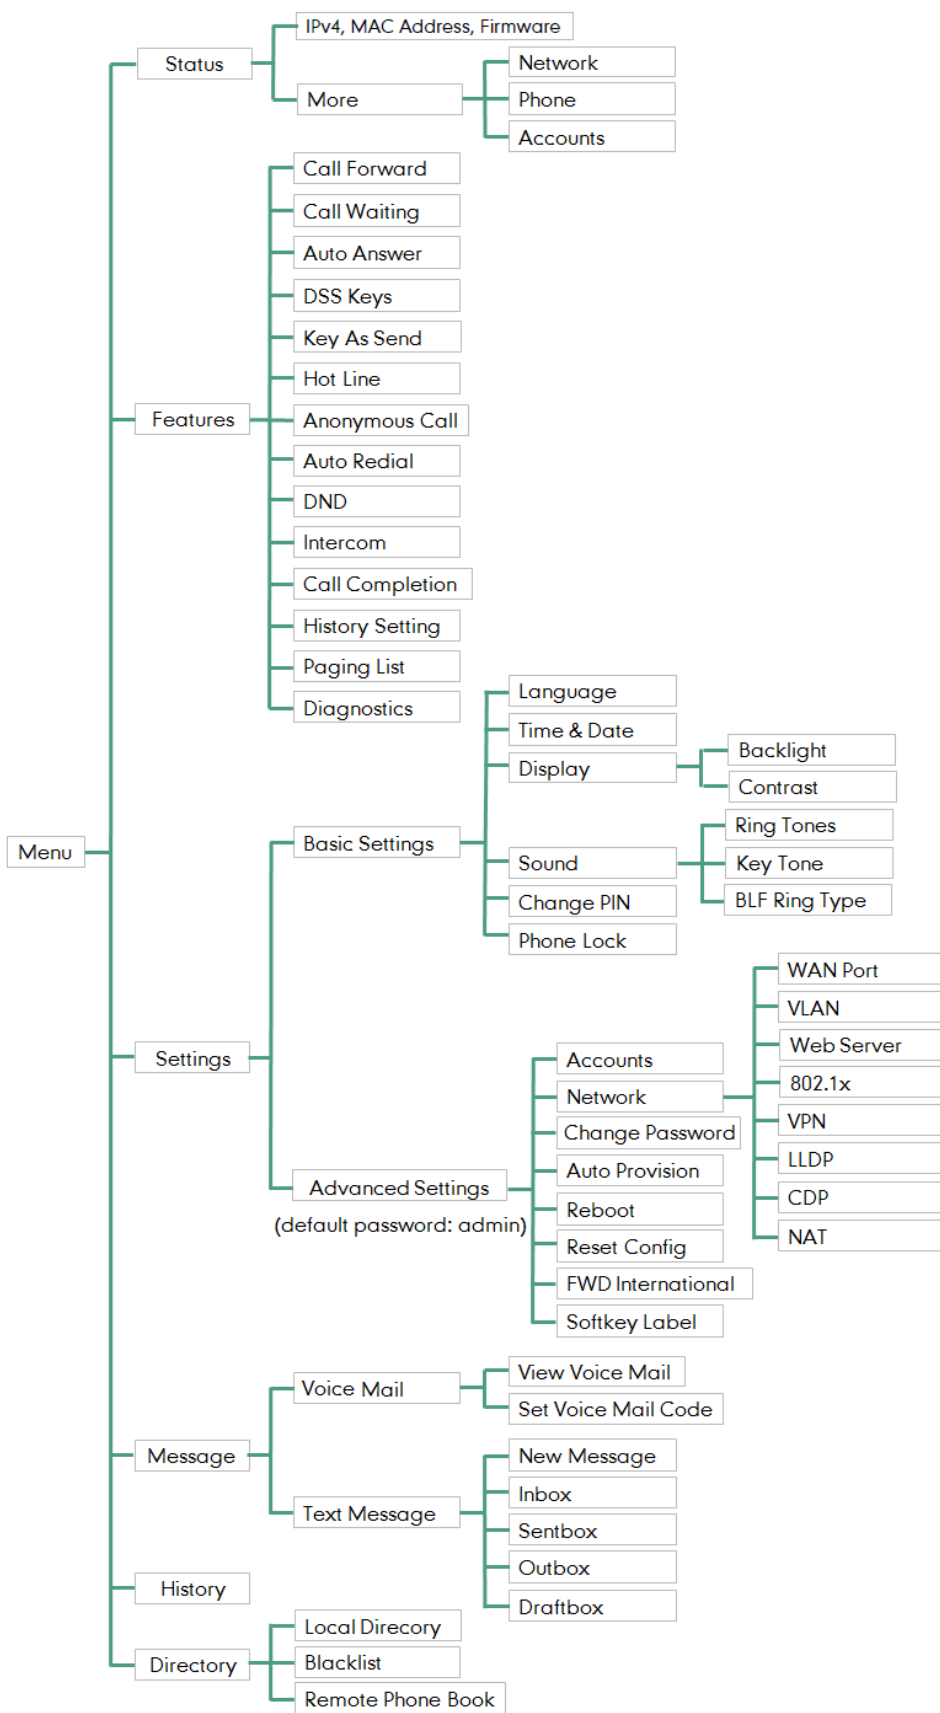 Menu
Status
IPv4, MAC Address, Firmware
More
Network
Phone
Accounts
Features
Call Forward
Call Waiting
Auto Answer
DSS Keys
Key As Send
Hot Line
Anonymous Call
Auto Redial
DND
Intercom
Call Completion
History Setting
Paging List
Diagnostics
Settings
Basic Settings
Language
Time & Date
Display
Backlight
Contrast
Sound
Ring Tones
Key Tone
BLF Ring Type
Change PIN
Phone Lock
Advanced Settings
(default password: admin)
Accounts
Network
WAN Port
VLAN
Web Server
802.1x
VPN
LLDP
CDP
NAT
Change Password
Auto Provision
Reboot
Reset Config
FWD International
Softkey Label
Message
Voice Mail
View Voice Mail
Set Voice Mail Code
Text Message
New Message
Inbox
Sentbox
Outbox
Draftbox
History
Directory
Local Direcory
Blacklist
Remote Phone Book